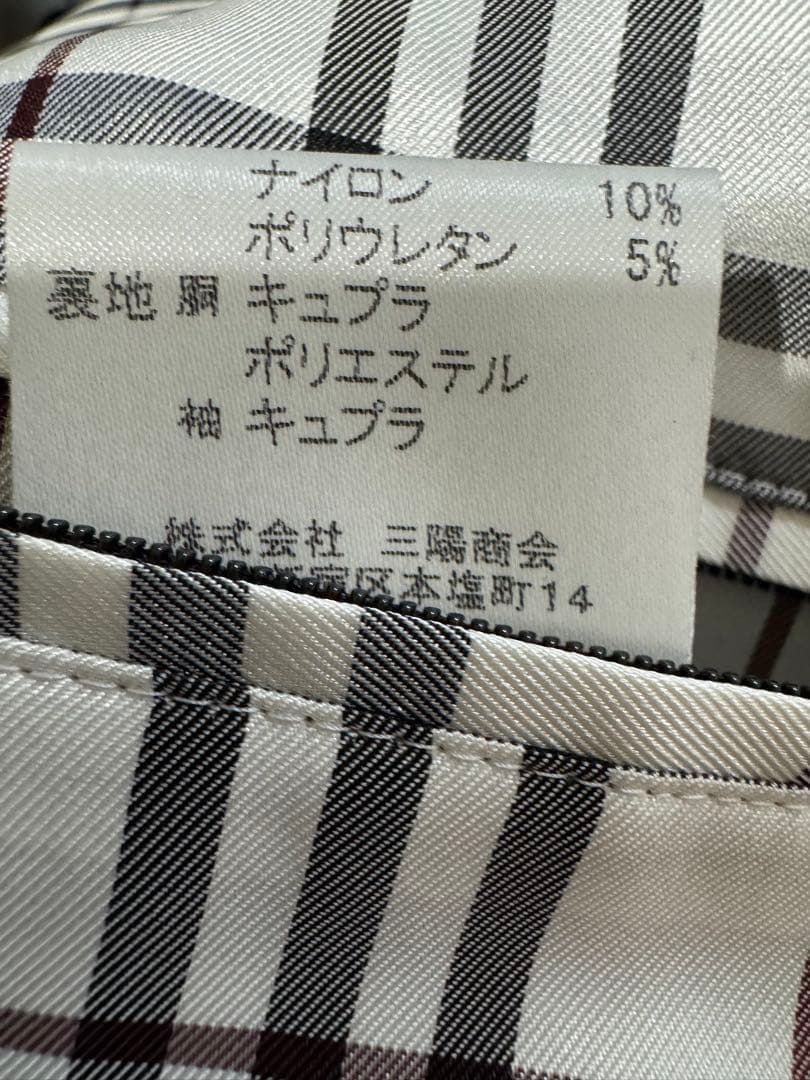 ナイロン 10%
ポリウレタン 5%
裏地 胴 キュプラ
ポリエステル
袖 キュプラ
株式会社 三陽商会
新宿区本塩町14